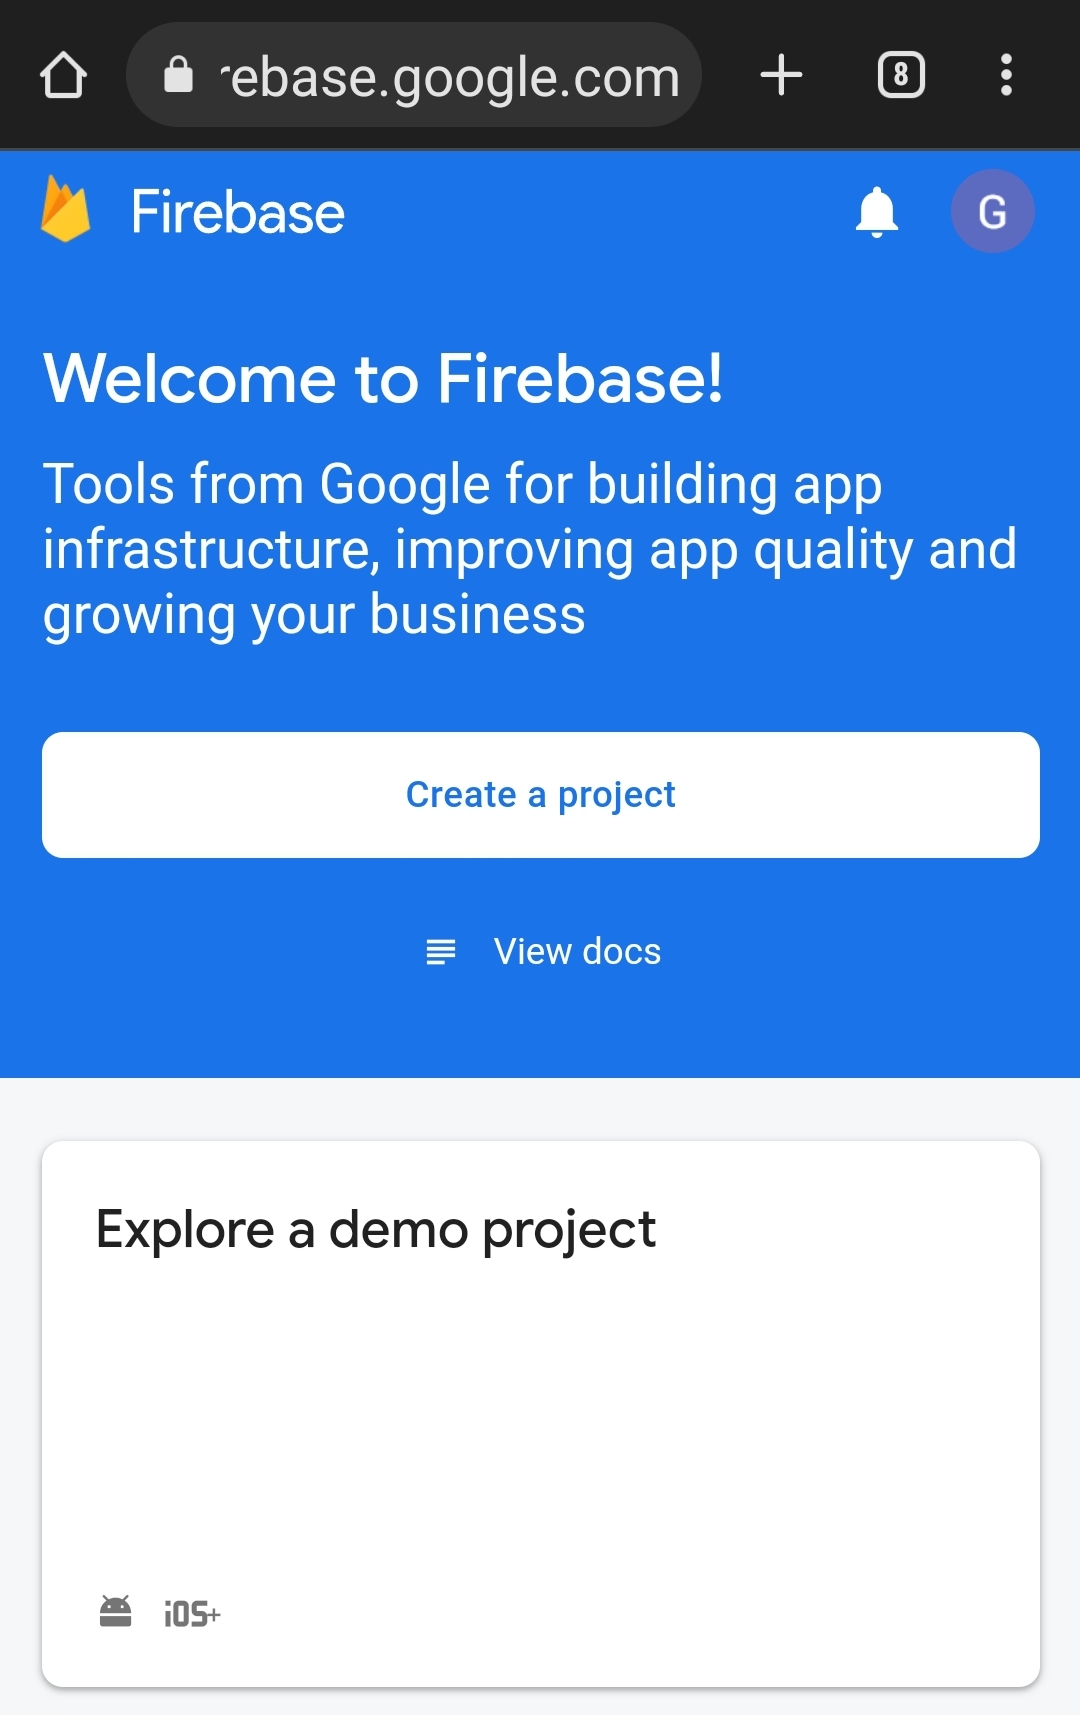 rebase.google.com
8
Firebase
G
Welcome to Firebase!
Tools from Google for building app
infrastructure, improving app quality and
growing your business
Create a project
View docs
Explore a demo project
iOS+